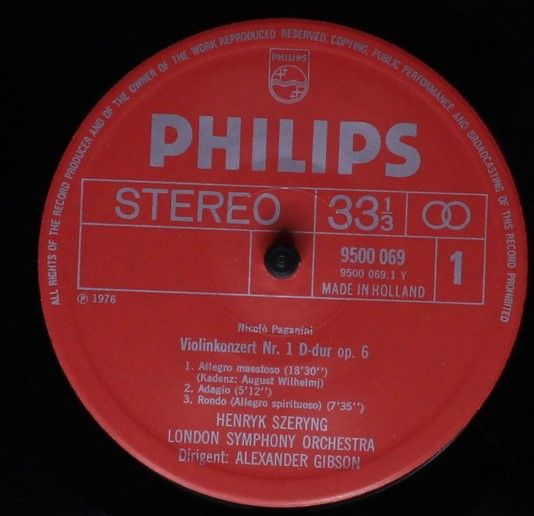 ALL RIGHTS OF THE RECORD PRODUCER AND OF THE OWNER OF THE WORK REPRODUCED RESERVED. COPYING, PUBLIC PERFORMANCE AND BROADCASTING OF THIS RECORD PROHIBITED
PHILIPS
PHILIPS
STEREO 33 1/3
9500 069
9500 069.1 Y
MADE IN HOLLAND
1
℗ 1976
Nicolò Paganini
Violinkonzert Nr. 1 D-dur op. 6
1. Allegro maestoso (18'30'')
(Kadenz: August Wilhelmj)
2. Adagio (5'12'')
3. Rondo (Allegro spirituoso) (7'35'')
HENRYK SZERYNG
LONDON SYMPHONY ORCHESTRA
Dirigent: ALEXANDER GIBSON